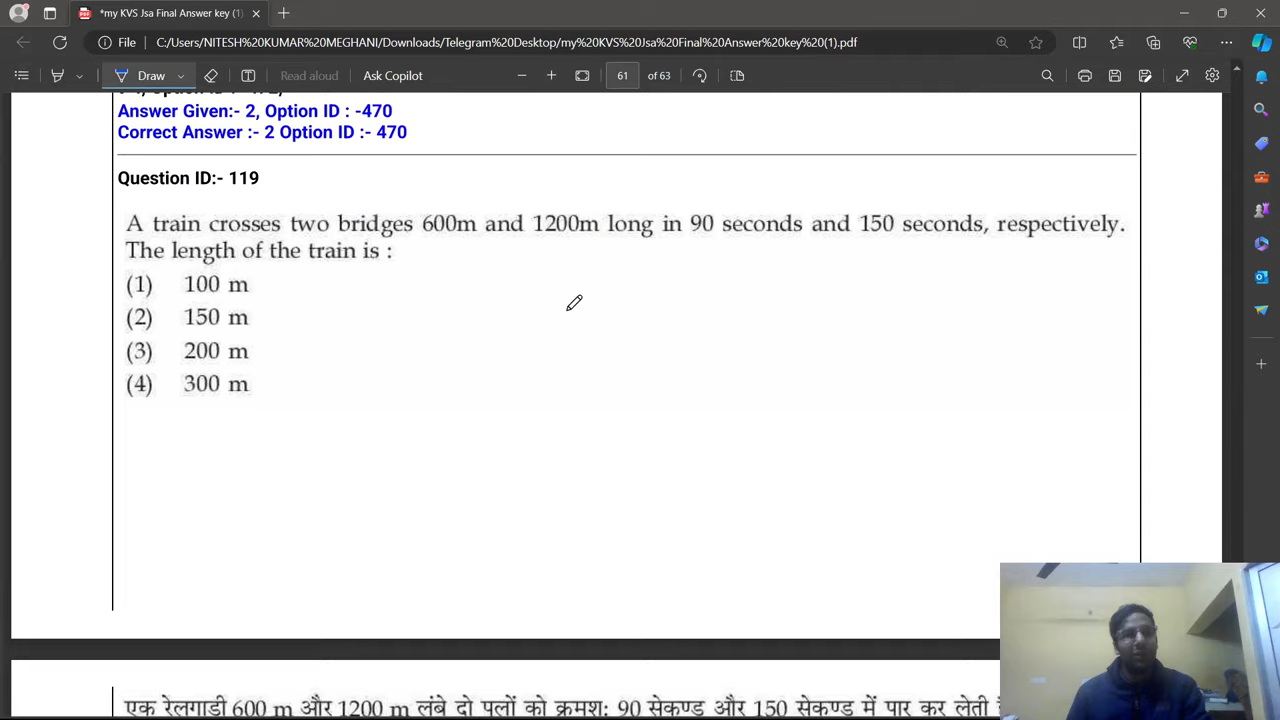 *my KVS Jsa Final Answer key (1)
File C:/Users/NITESH%20KUMAR%20MEGHANI/Downloads/Telegram%20Desktop/my%20KVS%20Jsa%20Final%20Answer%20key%20(1).pdf
Draw Read aloud Ask Copilot 61 of 63
Answer Given:- 2, Option ID : -470
Correct Answer :- 2 Option ID :- 470
Question ID:- 119
A train crosses two bridges 600m and 1200m long in 90 seconds and 150 seconds, respectively.
The length of the train is :
(1) 100 m
(2) 150 m
(3) 200 m
(4) 300 m
एक रेलगाडी 600 m और 1200 m लंबे दो पुलों को क्रमश: 90 सेकण्ड और 150 सेकण्ड में पार कर लेती